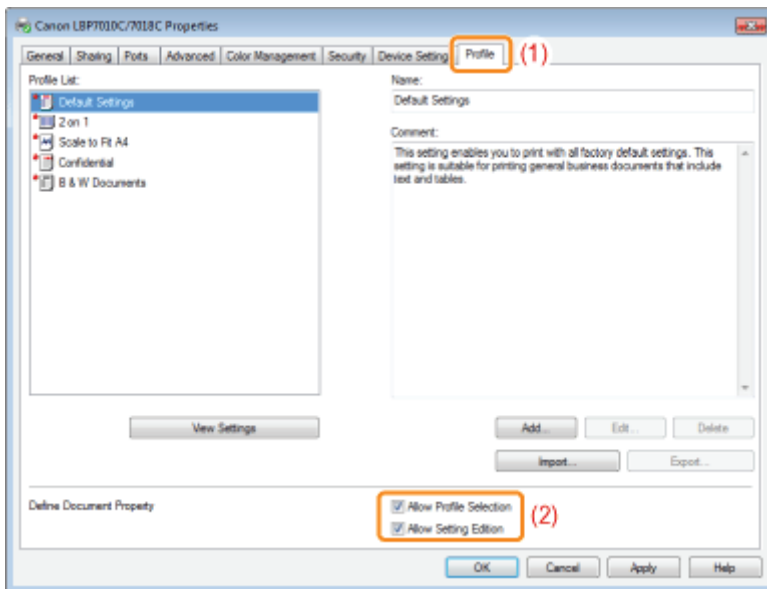 Canon LBP7010C/7018C Properties
General Sharing Ports Advanced Color Management Security Device Settings Profile (1)
Profile List:
Default Settings
2 on 1
Scale to Fit A4
Confidential
B & W Documents
View Settings
Name:
Default Settings
Comment:
This setting enables you to print with all factory default settings. This
setting is suitable for printing general business documents that include
text and tables.
Add... Edit... Delete
Import... Export...
Define Document Property
Allow Profile Selection
Allow Setting Edition
(2)
OK Cancel Apply Help